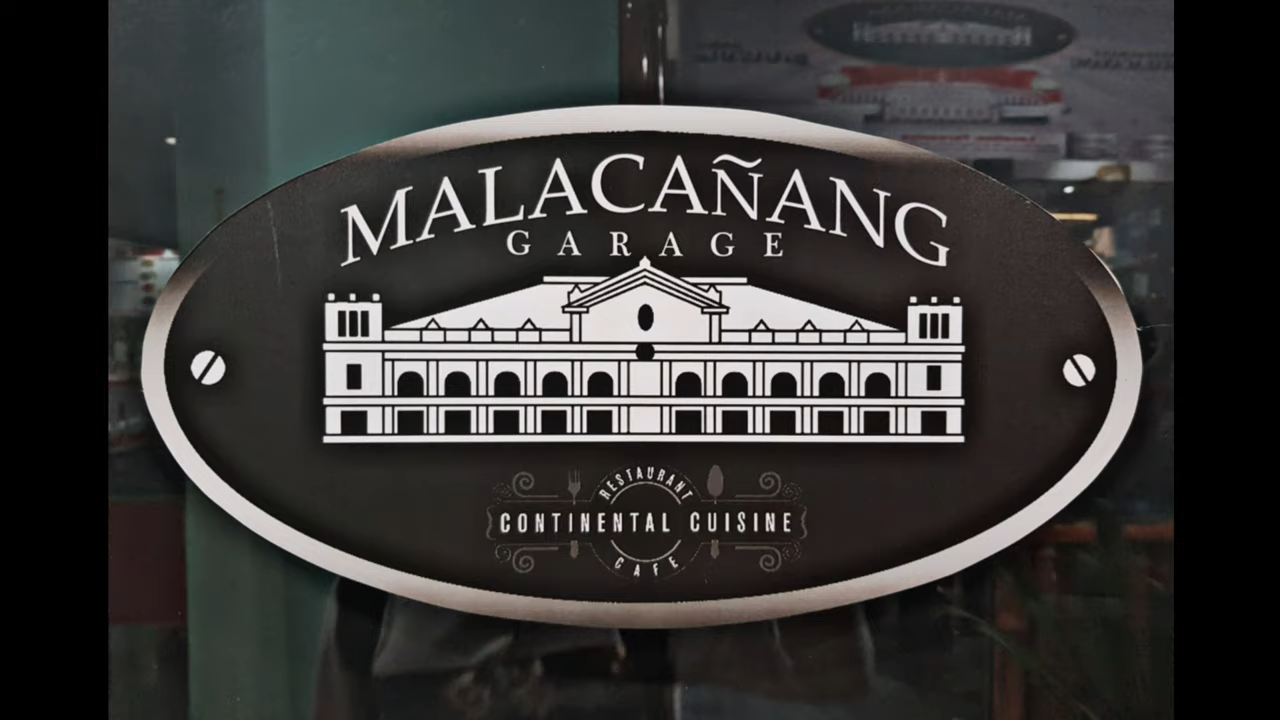 MALACAÑANG
GARAGE
RESTAURANT
CONTINENTAL CUISINE
CAFE